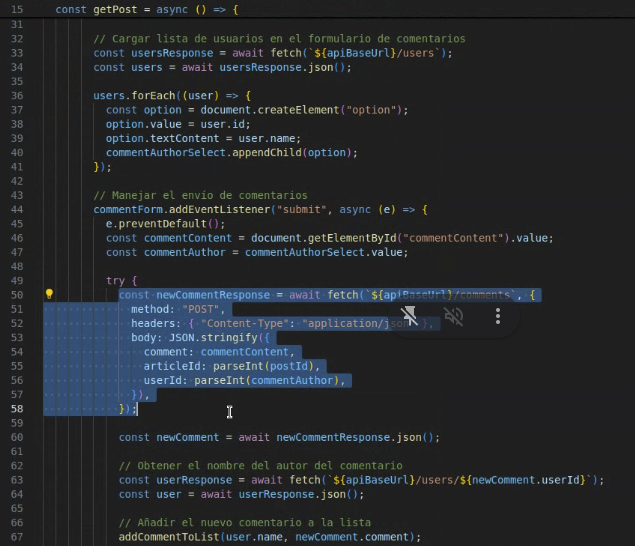 15 const getPost = async () => {
31
32 // Cargar lista de usuarios en el formulario de comentarios
33 const usersResponse = await fetch(`${apiBaseUrl}/users`);
34 const users = await usersResponse.json();
35
36 users.forEach((user) => {
37 const option = document.createElement("option");
38 option.value = user.id;
39 option.textContent = user.name;
40 commentAuthorSelect.appendChild(option);
41 });
42
43 // Manejar el envío de comentarios
44 commentForm.addEventListener("submit", async (e) => {
45 e.preventDefault();
46 const commentContent = document.getElementById("commentContent").value;
47 const commentAuthor = commentAuthorSelect.value;
48
49 try {
50 const newCommentResponse = await fetch(`${apiBaseUrl}/comments`, {
51 method: "POST",
52 headers: { "Content-Type": "application/json" },
53 body: JSON.stringify({
54 comment: commentContent,
55 articleId: parseInt(postId),
56 userId: parseInt(commentAuthor),
57 }),
58 });
59
60 const newComment = await newCommentResponse.json();
61
62 // Obtener el nombre del autor del comentario
63 const userResponse = await fetch(`${apiBaseUrl}/users/${newComment.userId}`);
64 const user = await userResponse.json();
65
66 // Añadir el nuevo comentario a la lista
67 addCommentToList(user.name, newComment.comment);